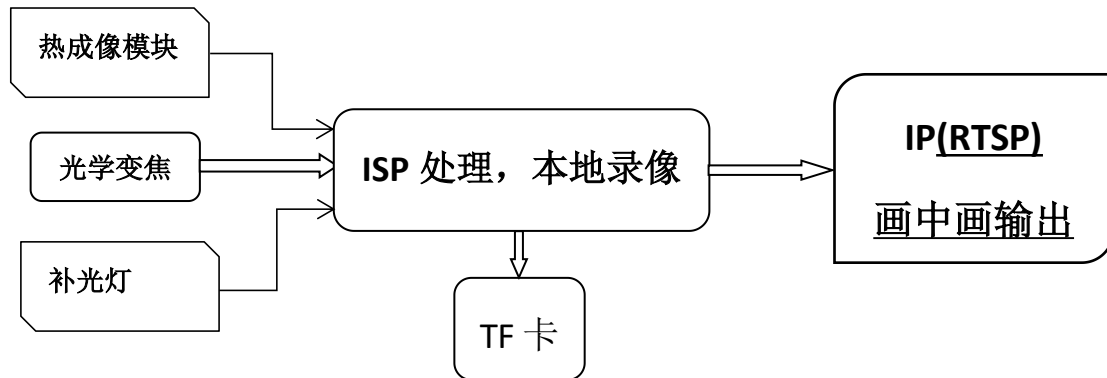 热成像模块
光学变焦
补光灯
ISP 处理，本地录像
TF 卡
IP(RTSP)
画中画输出